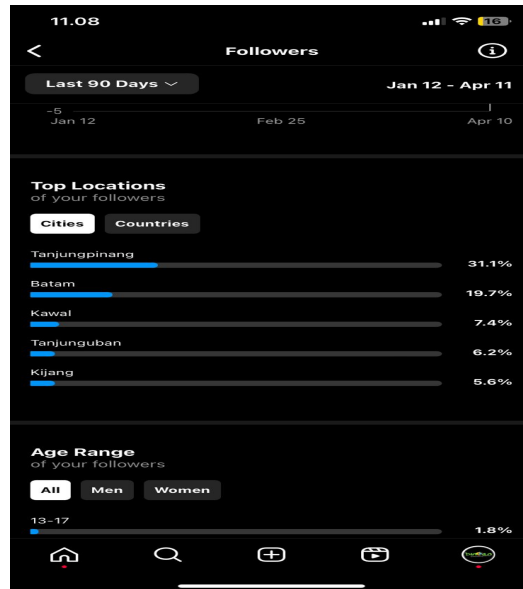 11.08
16
Followers
Last 90 Days
Jan 12 - Apr 11
-5
Jan 12 Feb 25 Apr 10
Top Locations
of your followers
Cities Countries
Tanjungpinang
31.1%
Batam
19.7%
Kawal
7.4%
Tanjunguban
6.2%
Kijang
5.6%
Age Range
of your followers
All Men Women
13-17
1.8%